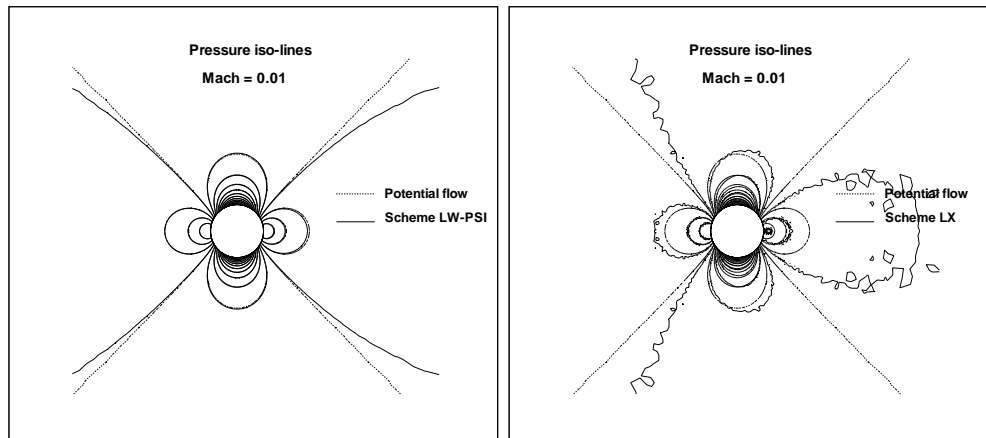 Pressure iso-lines
Mach = 0.01
Potential flow
Scheme LW-PSI
Pressure iso-lines
Mach = 0.01
Potential flow
Scheme LX